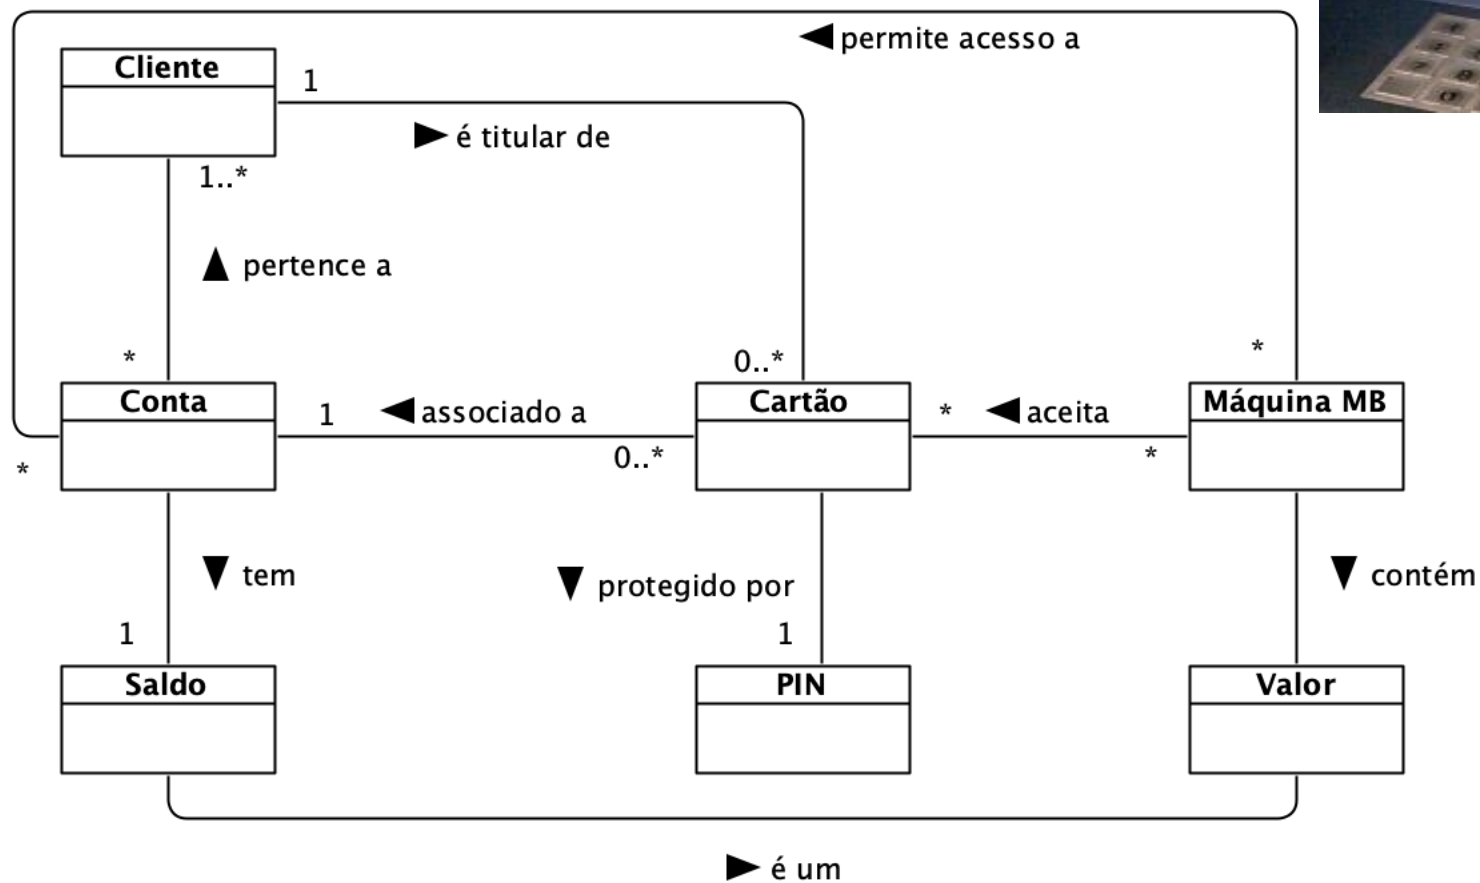 ◀ permite acesso a
Cliente
1
▶ é titular de
1..*
▲ pertence a
*
0..*
*
Conta
1
◀ associado a
0..*
Cartão
*
◀ aceita
*
Máquina MB
*
▼ tem
▼ protegido por
▼ contém
1
1
Saldo
PIN
Valor
▶ é um